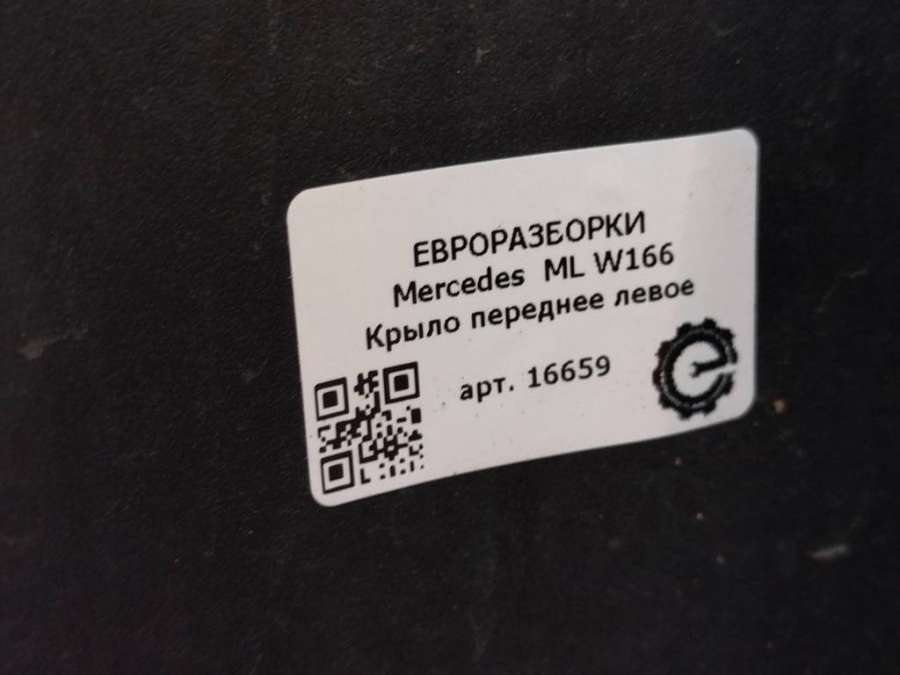 ЕВРОРАЗБОРКИ
Mercedes ML W166
Крыло переднее левое
арт. 16659